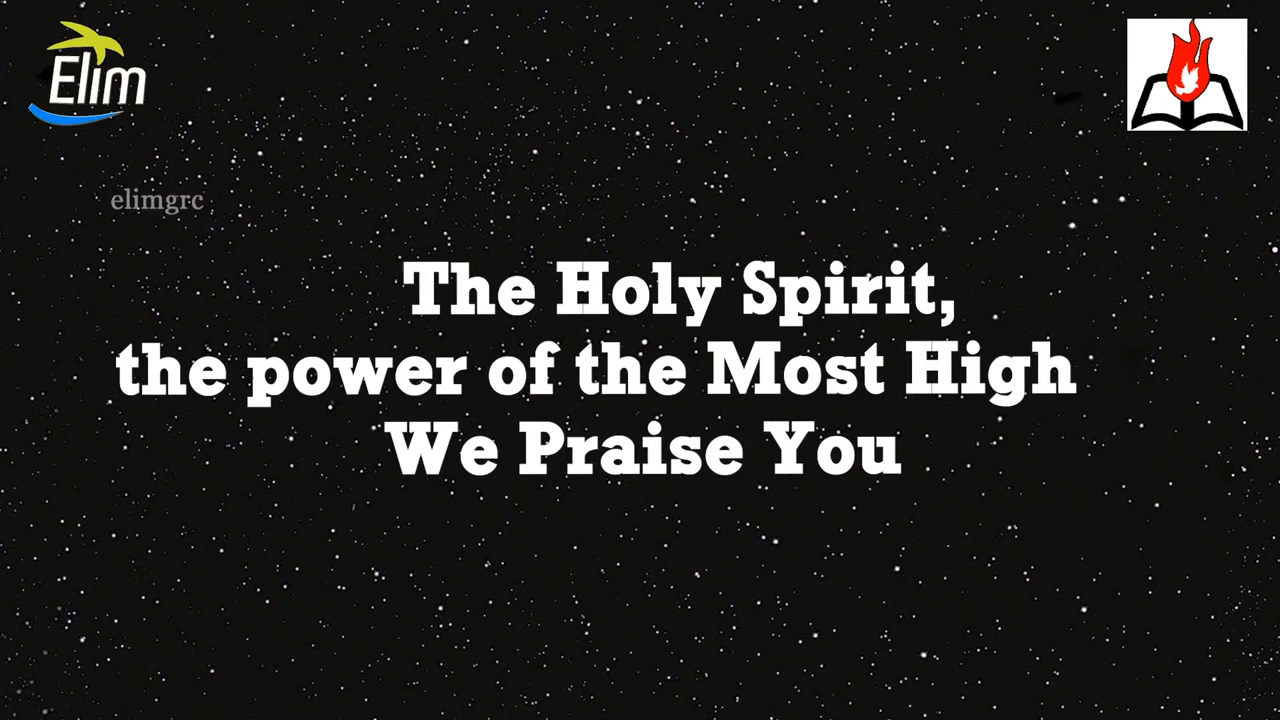 Elim
elimgrc
The Holy Spirit,
the power of the Most High
We Praise You